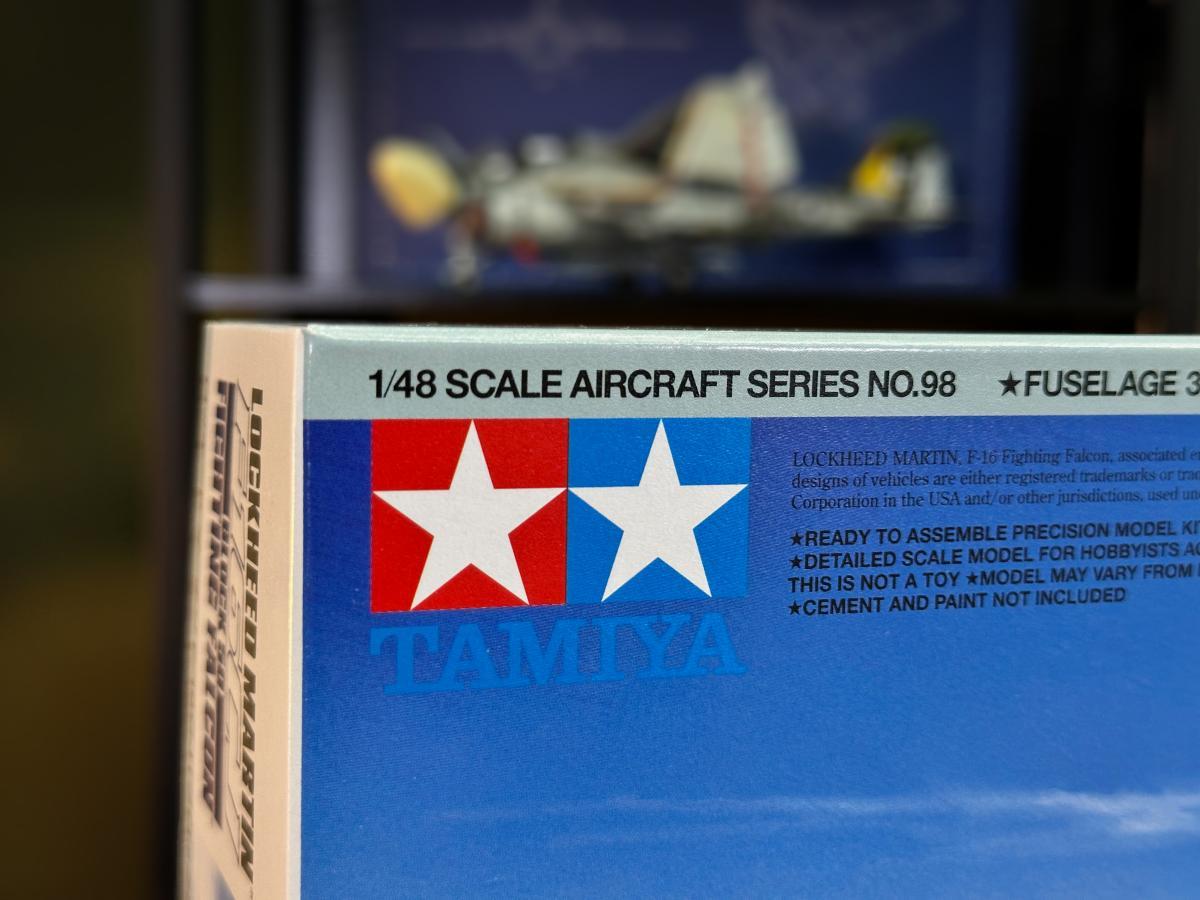 1/48 SCALE AIRCRAFT SERIES NO.98 ★FUSELAGE 3
TAMIYA
LOCKHEED MARTIN, F-16 Fighting Falcon, associated
designs of vehicles are either registered trademarks or
Corporation in the USA and/or other jurisdictions, used
★READY TO ASSEMBLE PRECISION MODEL
★DETAILED SCALE MODEL FOR HOBBYISTS
THIS IS NOT A TOY ★MODEL MAY VARY FROM
★CEMENT AND PAINT NOT INCLUDED
LOCKHEED MARTIN
FIGHTING FALCON